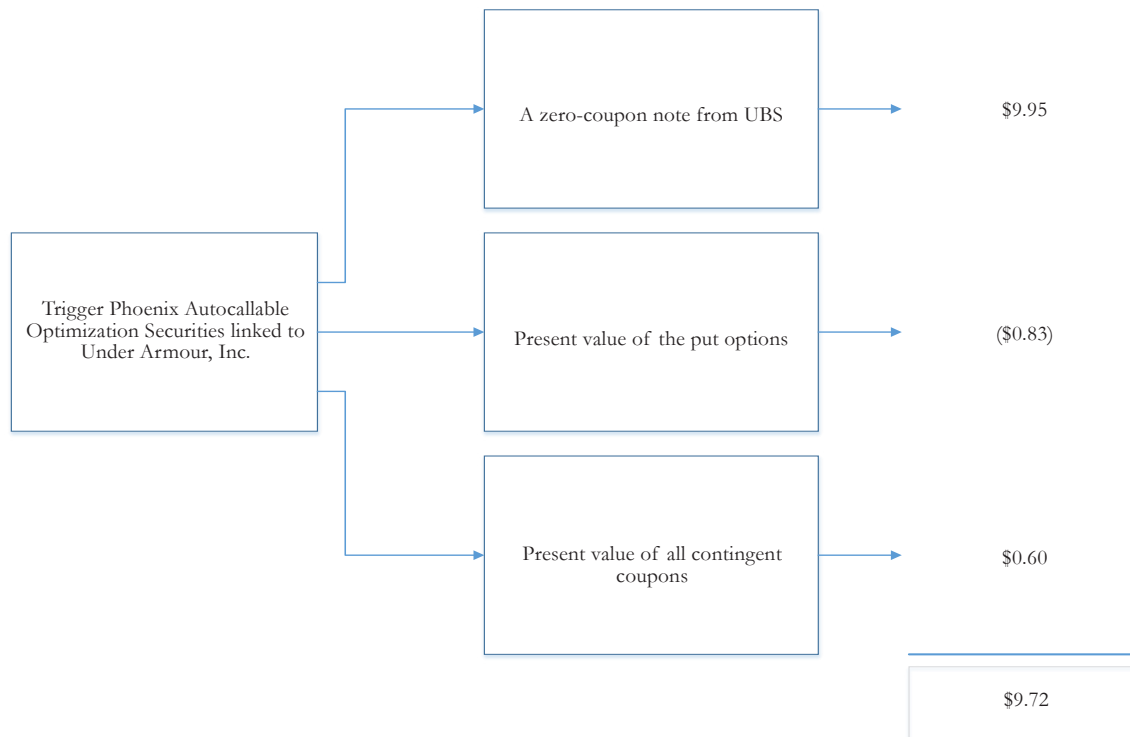 A zero-coupon note from UBS
$9.95
Trigger Phoenix Autocallable
Optimization Securities linked to
Under Armour, Inc.
Present value of the put options
($0.83)
Present value of all contingent
coupons
$0.60
$9.72